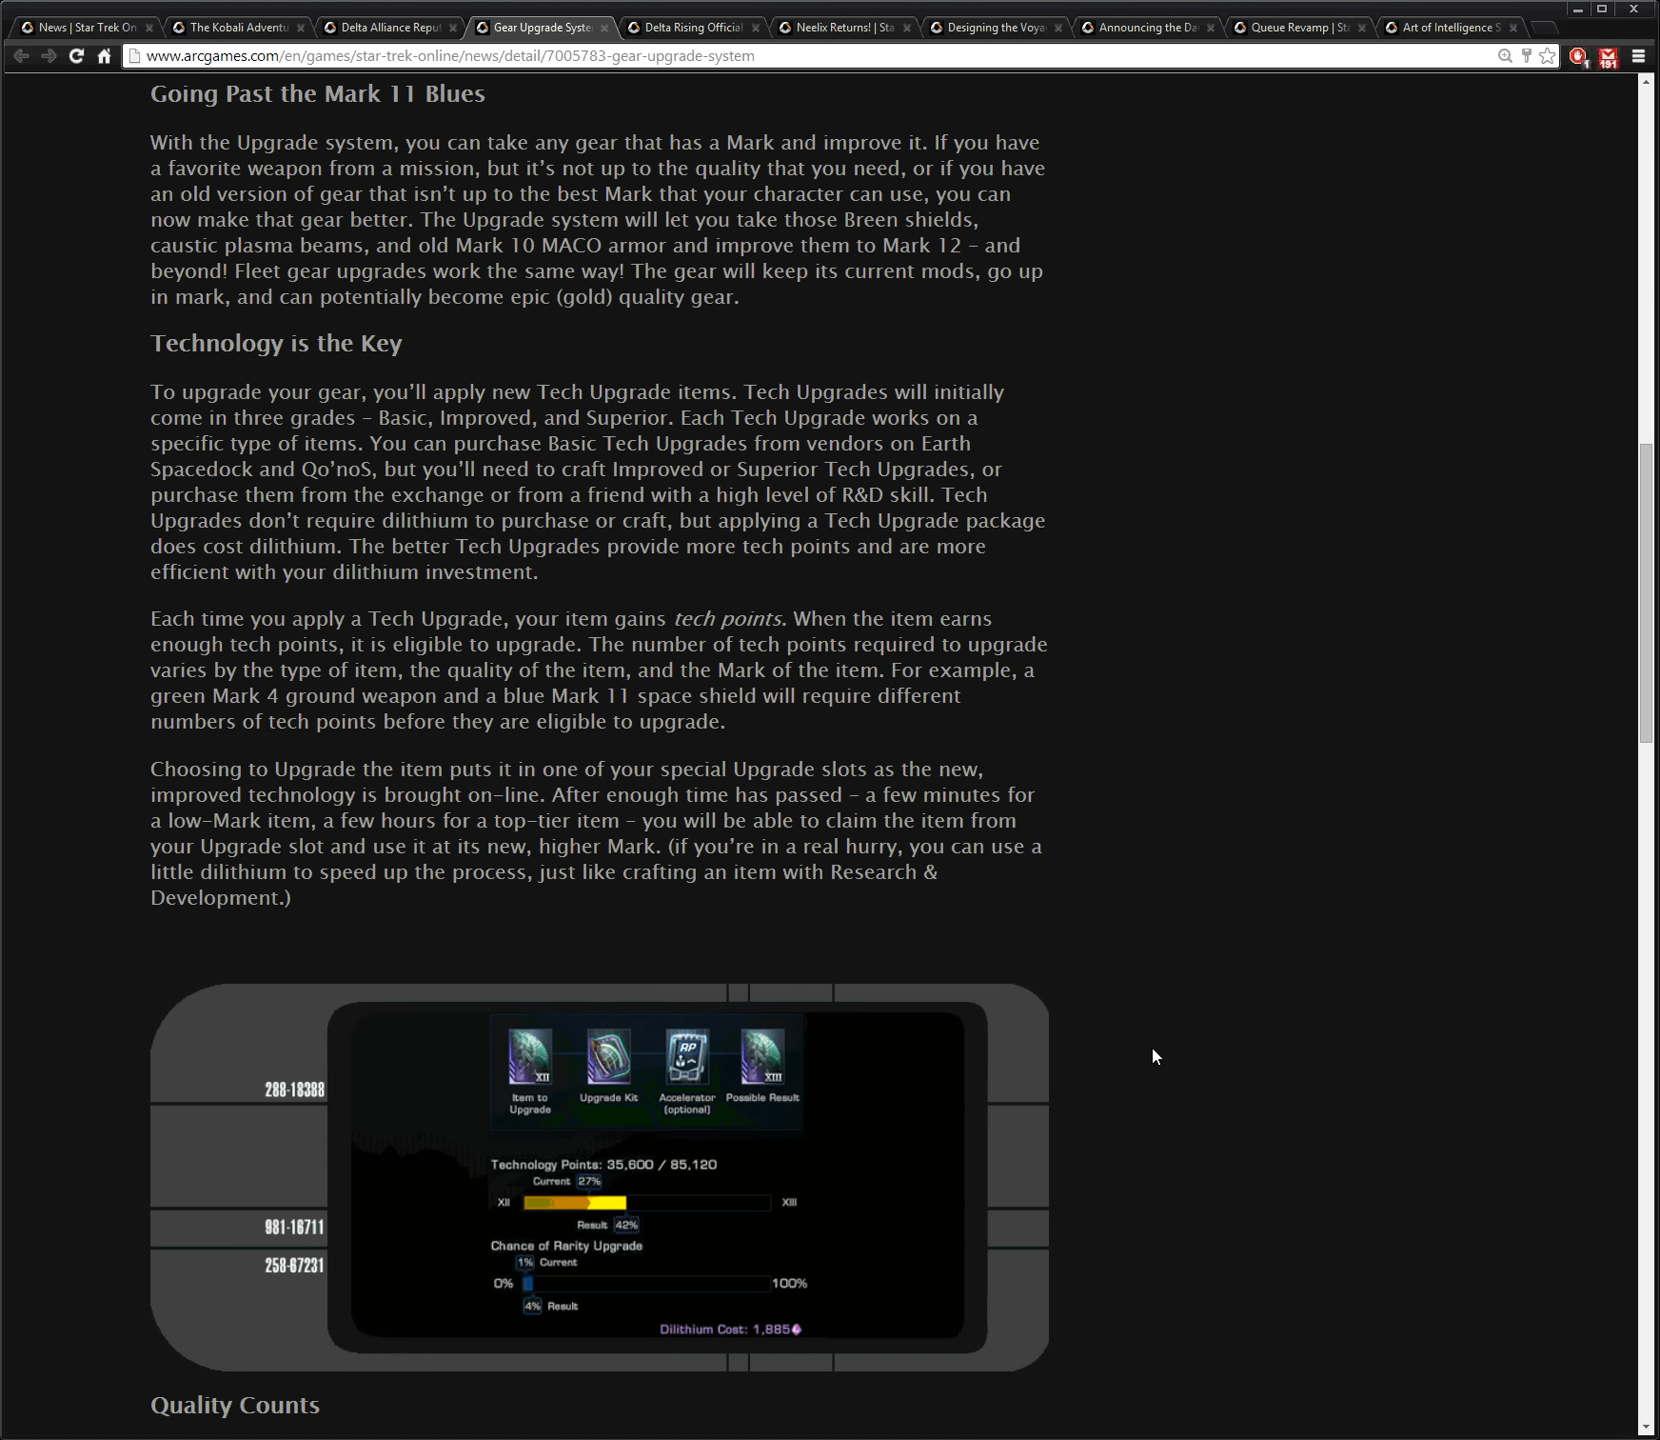 News | Star Trek On
The Kobali Adventu
Delta Alliance Reput
Gear Upgrade Syste
Delta Rising Official
Neelix Returns! | Sta
Designing the Voya
Announcing the Da
Queue Revamp | Sta
Art of Intelligence S
www.arcgames.com/en/games/star-trek-online/news/detail/7005783-gear-upgrade-system
1
191
Going Past the Mark 11 Blues
With the Upgrade system, you can take any gear that has a Mark and improve it. If you have
a favorite weapon from a mission, but it’s not up to the quality that you need, or if you have
an old version of gear that isn’t up to the best Mark that your character can use, you can
now make that gear better. The Upgrade system will let you take those Breen shields,
caustic plasma beams, and old Mark 10 MACO armor and improve them to Mark 12 – and
beyond! Fleet gear upgrades work the same way! The gear will keep its current mods, go up
in mark, and can potentially become epic (gold) quality gear.
Technology is the Key
To upgrade your gear, you’ll apply new Tech Upgrade items. Tech Upgrades will initially
come in three grades – Basic, Improved, and Superior. Each Tech Upgrade works on a
specific type of items. You can purchase Basic Tech Upgrades from vendors on Earth
Spacedock and Qo’noS, but you’ll need to craft Improved or Superior Tech Upgrades, or
purchase them from the exchange or from a friend with a high level of R&D skill. Tech
Upgrades don’t require dilithium to purchase or craft, but applying a Tech Upgrade package
does cost dilithium. The better Tech Upgrades provide more tech points and are more
efficient with your dilithium investment.
Each time you apply a Tech Upgrade, your item gains tech points. When the item earns
enough tech points, it is eligible to upgrade. The number of tech points required to upgrade
varies by the type of item, the quality of the item, and the Mark of the item. For example, a
green Mark 4 ground weapon and a blue Mark 11 space shield will require different
numbers of tech points before they are eligible to upgrade.
Choosing to Upgrade the item puts it in one of your special Upgrade slots as the new,
improved technology is brought on-line. After enough time has passed – a few minutes for
a low-Mark item, a few hours for a top-tier item – you will be able to claim the item from
your Upgrade slot and use it at its new, higher Mark. (if you’re in a real hurry, you can use a
little dilithium to speed up the process, just like crafting an item with Research &
Development.)
288-18388
981-16711
258-67231
XII
RP
XIII
Item to Upgrade
Upgrade Kit
Accelerator (optional)
Possible Result
Technology Points: 35,600 / 85,120
Current 27%
XII
XIII
Result 42%
Chance of Rarity Upgrade
1% Current
0%
100%
4% Result
Dilithium Cost: 1,885
Quality Counts